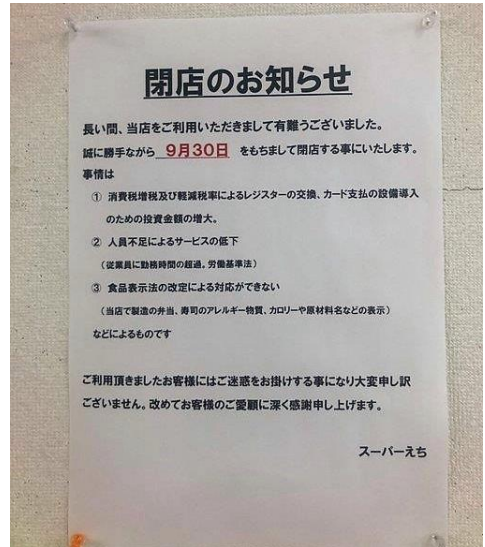 閉店のお知らせ
長い間、当店をご利用いただきまして有難うございました。
誠に勝手ながら 9月30日 をもちまして閉店する事にいたします。
事情は
① 消費税増税及び軽減税率によるレジスターの交換、カード支払の設備導入
のための投資金額の増大。
② 人員不足によるサービスの低下
（従業員に勤務時間の超過。労働基準法）
③ 食品表示法の改定による対応ができない
（当店で製造の弁当、寿司のアレルギー物質、カロリーや原材料名などの表示）
などによるものです
ご利用頂きましたお客様にはご迷惑をお掛けする事になり大変申し訳
ございません。改めてお客様のご愛顧に深く感謝申し上げます。
スーパーえち